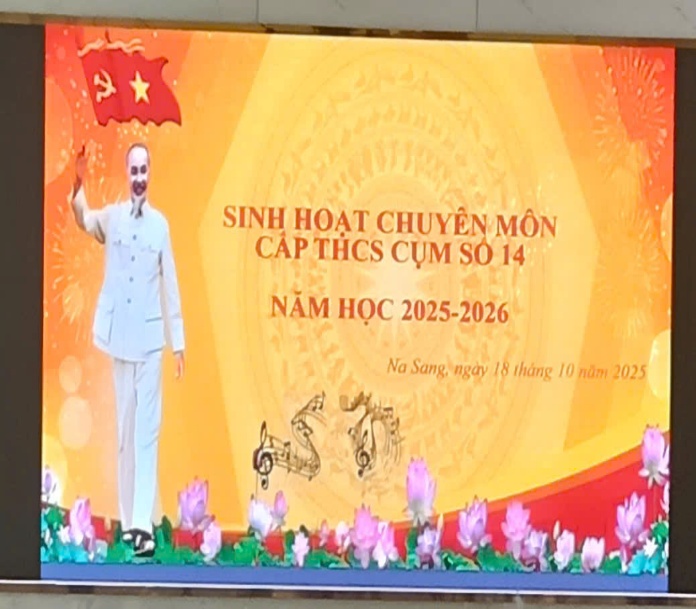 SINH HOẠT CHUYÊN MÔN
CẤP THCS CỤM SỐ 14
NĂM HỌC 2025-2026
Na Sang, ngày 18 tháng 10 năm 2025